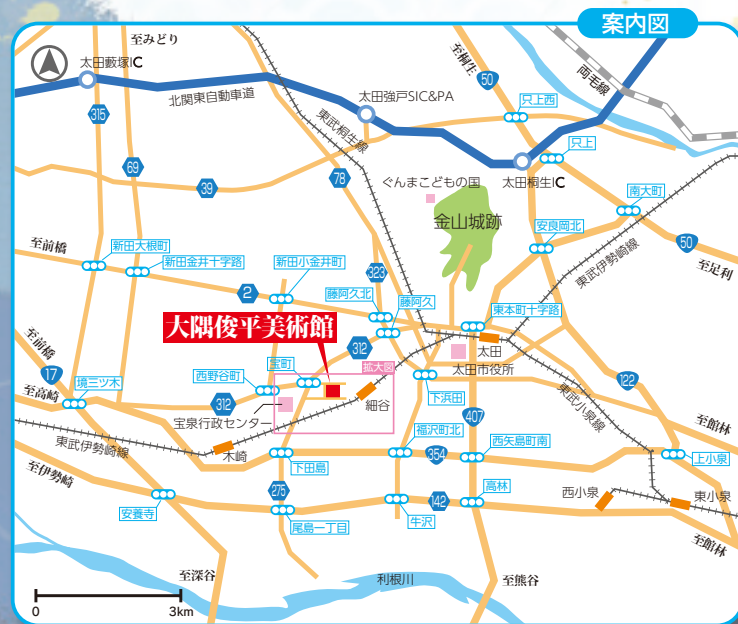 案内図
至みどり
太田藪塚IC
至桐生
50
両毛線
太田強戸SIC&PA
北関東自動車道
只上西
315
東武桐生線
只上
69
78
39
太田桐生IC
ぐんまこどもの国
南大町
金山城跡
安良岡北
50
至前橋
新田大根町
新田金井十字路
新田小金井町
323
東武伊勢崎線
至足利
2
藤阿久北
藤阿久
東本町十字路
大隅俊平美術館
312
太田
至前橋
17
拡大図
太田市役所
宝町
西野谷町
下浜田
122
境三ツ木
至高崎
312
細谷
407
東武小泉線
宝泉行政センター
至館林
福沢町北
東武伊勢崎線
木崎
西矢島町南
354
下田島
上小泉
至伊勢崎
275
142
高林
西小泉
東小泉
安養寺
尾島一丁目
牛沢
至館林
至深谷
利根川
至熊谷
0
3km